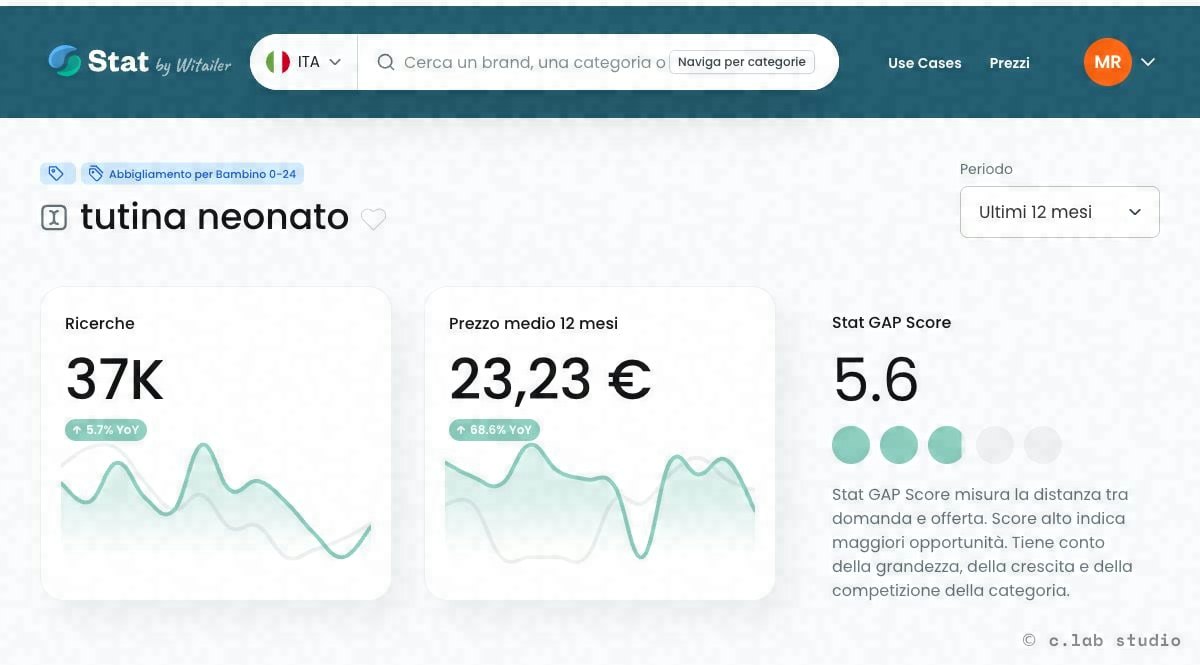 Stat by Witailer
ITA
Cerca un brand, una categoria o
Naviga per categorie
Use Cases
Prezzi
MR
Abbigliamento per Bambino 0-24
tutina neonato
Periodo
Ultimi 12 mesi
Ricerche
37K
↑ 5.7% YoY
Prezzo medio 12 mesi
23,23 €
↑ 68.6% YoY
Stat GAP Score
5.6
Stat GAP Score misura la distanza tra
domanda e offerta. Score alto indica
maggiori opportunità. Tiene conto
della grandezza, della crescita e della
competizione della categoria.
© c.lab studio